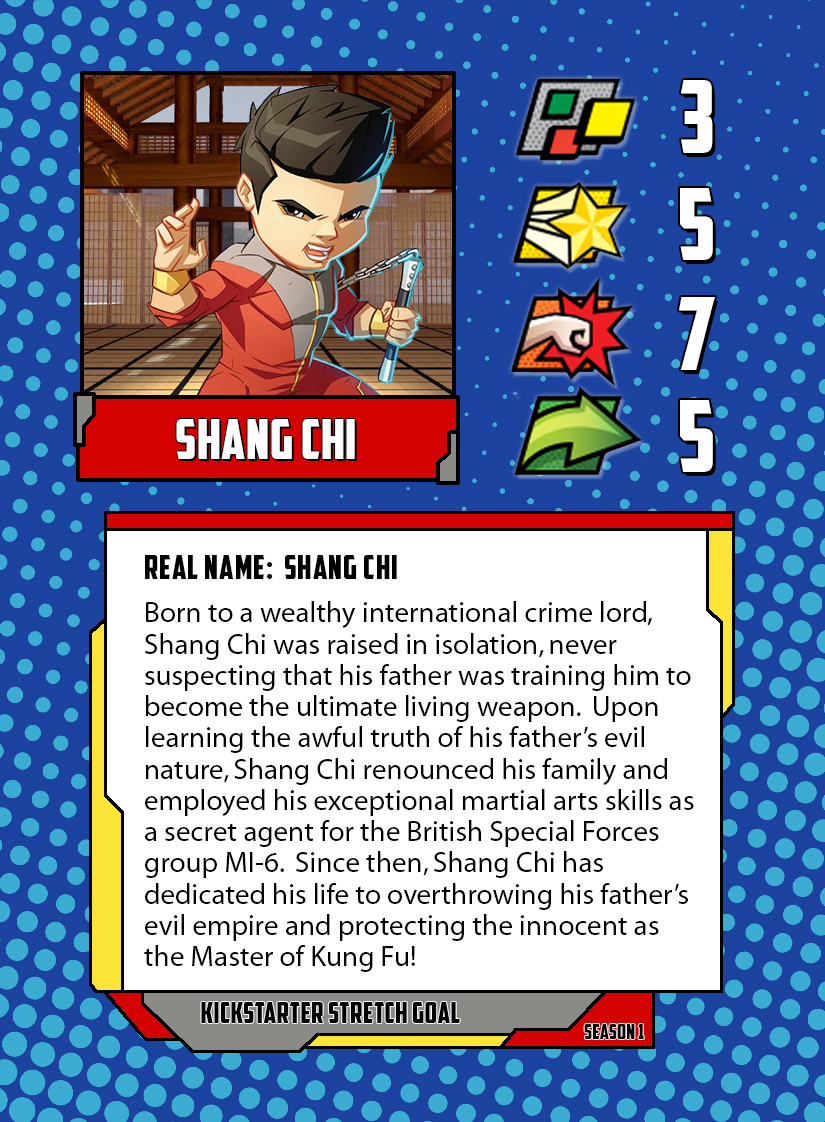 3
5
7
5
SHANG CHI
REAL NAME: SHANG CHI
Born to a wealthy international crime lord,
Shang Chi was raised in isolation, never
suspecting that his father was training him to
become the ultimate living weapon. Upon
learning the awful truth of his father’s evil
nature, Shang Chi renounced his family and
employed his exceptional martial arts skills as
a secret agent for the British Special Forces
group MI-6. Since then, Shang Chi has
dedicated his life to overthrowing his father’s
evil empire and protecting the innocent as
the Master of Kung Fu!
KICKSTARTER STRETCH GOAL
SEASON 1